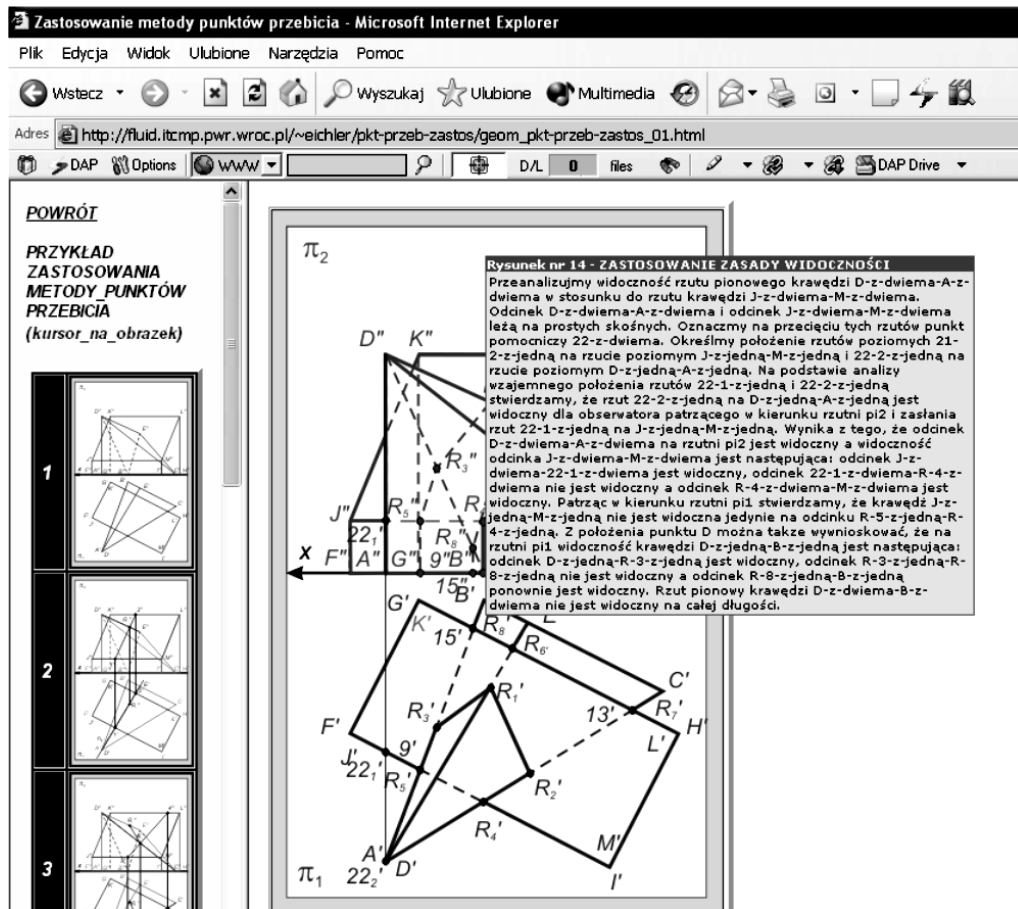 Zastosowanie metody punktów przebicia - Microsoft Internet Explorer
Plik Edycja Widok Ulubione Narzędzia Pomoc
Wstecz Wyszukaj Ulubione Multimedia
Adres http://fluid.itcmp.pwr.wroc.pl/~eichler/pkt-przeb-zastos/geom_pkt-przeb-zastos_01.html
DAP Options WWW D/L 0 files DAP Drive
POWRÓT
PRZYKŁAD
ZASTOSOWANIA
METODY_PUNKTÓW
PRZEBICIA
(kursor_na_obrazek)
1
2
3
π2
Rysunek nr 14 - ZASTOSOWANIE ZASADY WIDOCZNOŚCI
Przeanalizujmy widoczność rzutu pionowego krawędzi D-z-dwiema-A-z-
dwiema w stosunku do rzutu krawędzi J-z-dwiema-M-z-dwiema.
Odcinek D-z-dwiema-A-z-dwiema i odcinek J-z-dwiema-M-z-dwiema
leżą na prostych skośnych. Oznaczmy na przecięciu tych rzutów punkt
pomocniczy 22-z-dwiema. Określmy położenie rzutów poziomych 21-
2-z-jedną na rzucie poziomym J-z-jedną-M-z-jedną i 22-2-z-jedną na
rzucie poziomym D-z-jedną-A-z-jedną. Na podstawie analizy
wzajemnego położenia rzutów 22-1-z-jedną i 22-2-z-jedną
stwierdzamy, że rzut 22-2-z-jedną na D-z-jedną-A-z-jedną jest
widoczny dla obserwatora patrzącego w kierunku rzutni pi2 i zasłania
rzut 22-1-z-jedną na J-z-jedną-M-z-jedną. Wynika z tego, że odcinek
D-z-dwiema-A-z-dwiema na rzutni pi2 jest widoczny a widoczność
odcinka J-z-dwiema-M-z-dwiema jest następująca: odcinek J-z-
dwiema-22-1-z-dwiema jest widoczny, odcinek 22-1-z-dwiema-R-4-z-
dwiema nie jest widoczny a odcinek R-4-z-dwiema-M-z-dwiema jest
widoczny. Patrząc w kierunku rzutni pi1 stwierdzamy, że krawędź J-z-
jedną-M-z-jedną nie jest widoczna jedynie na odcinku R-5-z-jedną-R-
4-z-jedną. Z położenia punktu D można takze wywnioskować, że na
rzutni pi1 widoczność krawędzi D-z-jedną-B-z-jedną jest następująca:
odcinek D-z-jedną-R-3-z-jedną jest widoczny, odcinek R-3-z-jedną-R-
8-z-jedną nie jest widoczny a odcinek R-8-z-jedną-B-z-jedną
ponownie jest widoczny. Rzut pionowy krawędzi D-z-dwiema-B-z-
dwiema nie jest widoczny na całej długości.
D" K"
R3"
J" R5"
22₁' R8"
x F" A" G" 9" B"
15" B'
G' K' 15' R8' R6'
C'
R1' 13' R7'
F' R3' L' H'
J' 9'
22₁' R5' R2'
R4'
M'
A'
π1 22₂' D' I'